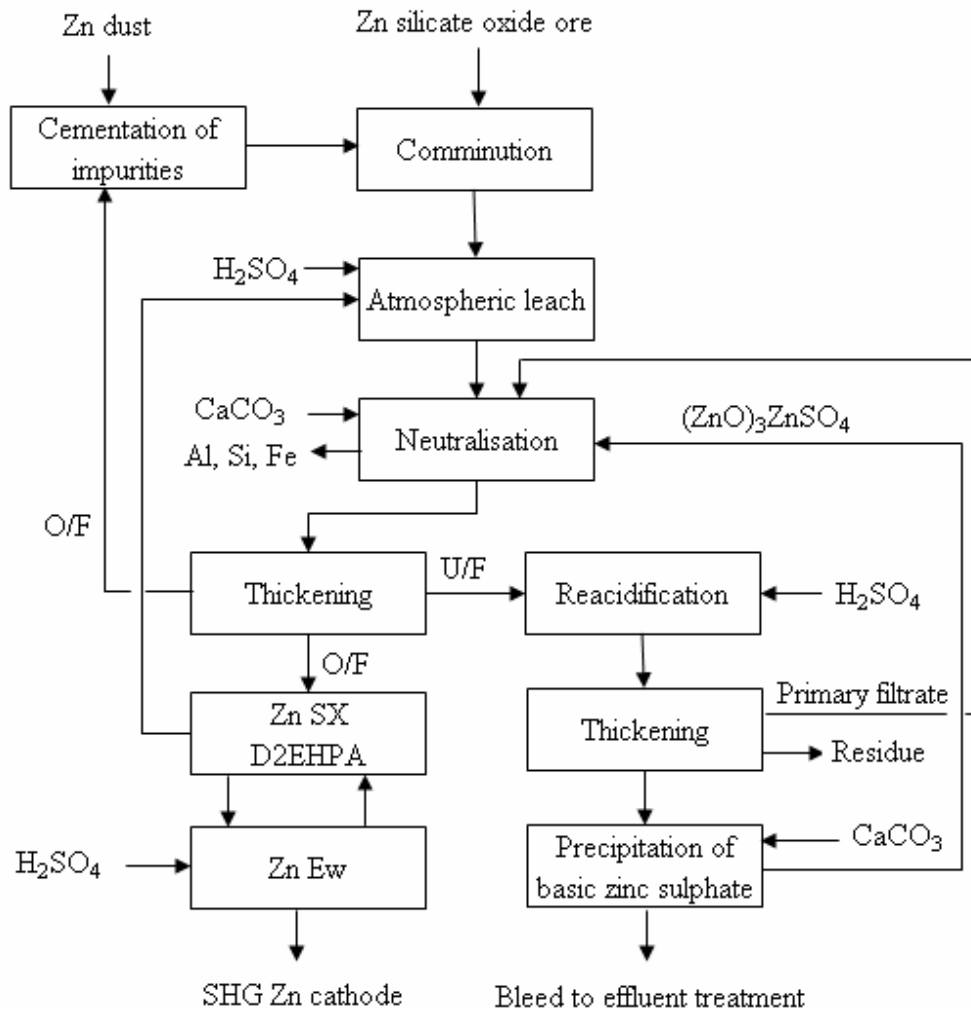 Zn dust
Zn silicate oxide ore
Cementation of
impurities
Comminution
H₂SO₄
Atmospheric leach
CaCO₃
Al, Si, Fe
Neutralisation
(ZnO)₃ZnSO₄
O/F
Thickening
U/F
Reacidification
H₂SO₄
O/F
Zn SX
D2EHPA
Thickening
Primary filtrate
Residue
H₂SO₄
Zn Ew
Precipitation of
basic zinc sulphate
CaCO₃
SHG Zn cathode
Bleed to effluent treatment